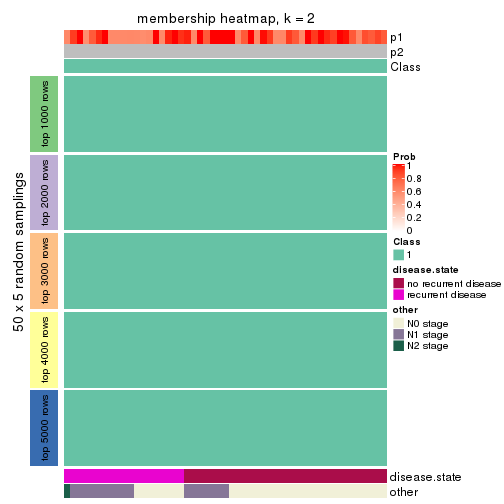 membership heatmap, k = 2
p1
p2
Class
50 x 5 random samplings
top 1000 rows
top 2000 rows
top 3000 rows
top 4000 rows
top 5000 rows
Prob
1
0.8
0.6
0.4
0.2
0
Class
1
disease.state
no recurrent disease
recurrent disease
other
N0 stage
N1 stage
N2 stage
disease.state
other